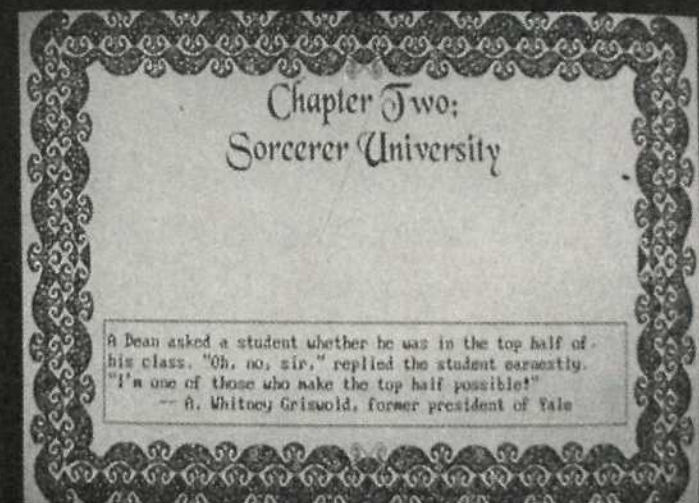 Chapter Two:
Sorcerer University
A Dean asked a student whether he was in the top half of
his class. "Oh, no, sir," replied the student earnestly.
"I'm one of those who make the top half possible!"
-- A. Whitney Griswold, former president of Yale